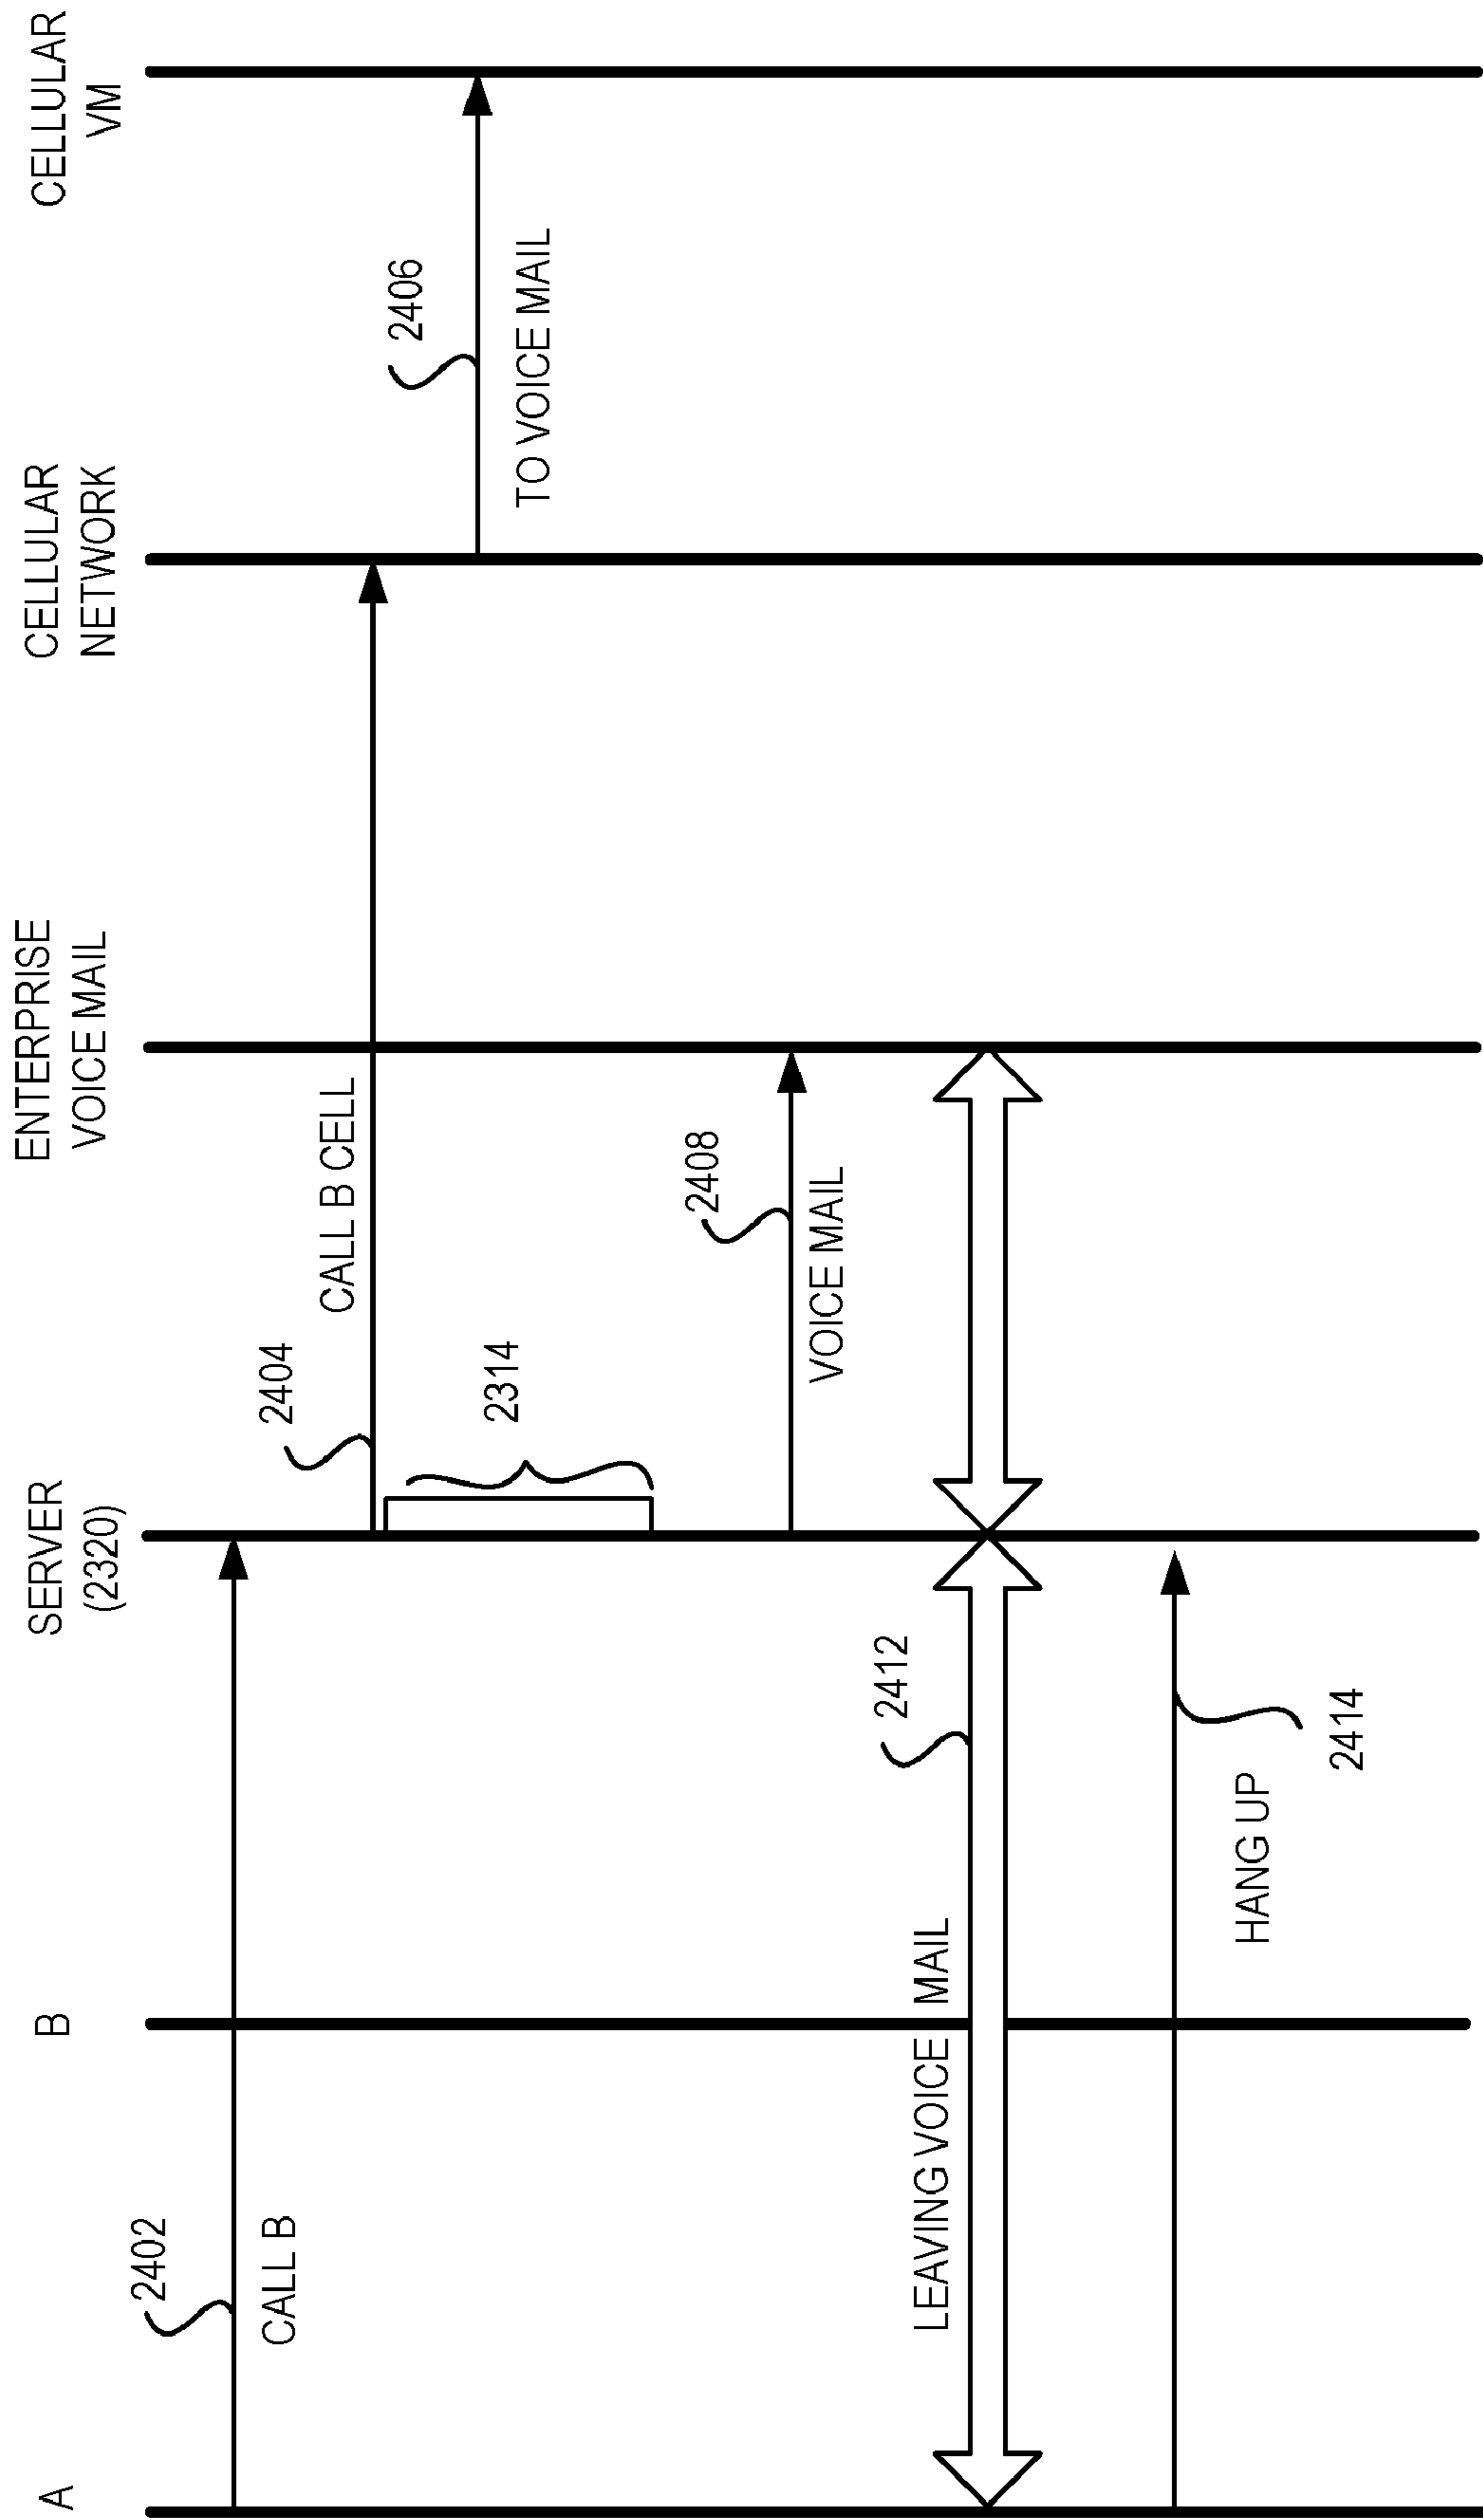 A
B
SERVER
(2320)
ENTERPRISE
VOICE MAIL
CELLULAR
NETWORK
CELLULAR
VM
2402
CALL B
2404
CALL B CELL
2314
2406
TO VOICE MAIL
2408
VOICE MAIL
2412
LEAVING VOICE MAIL
HANG UP
2414